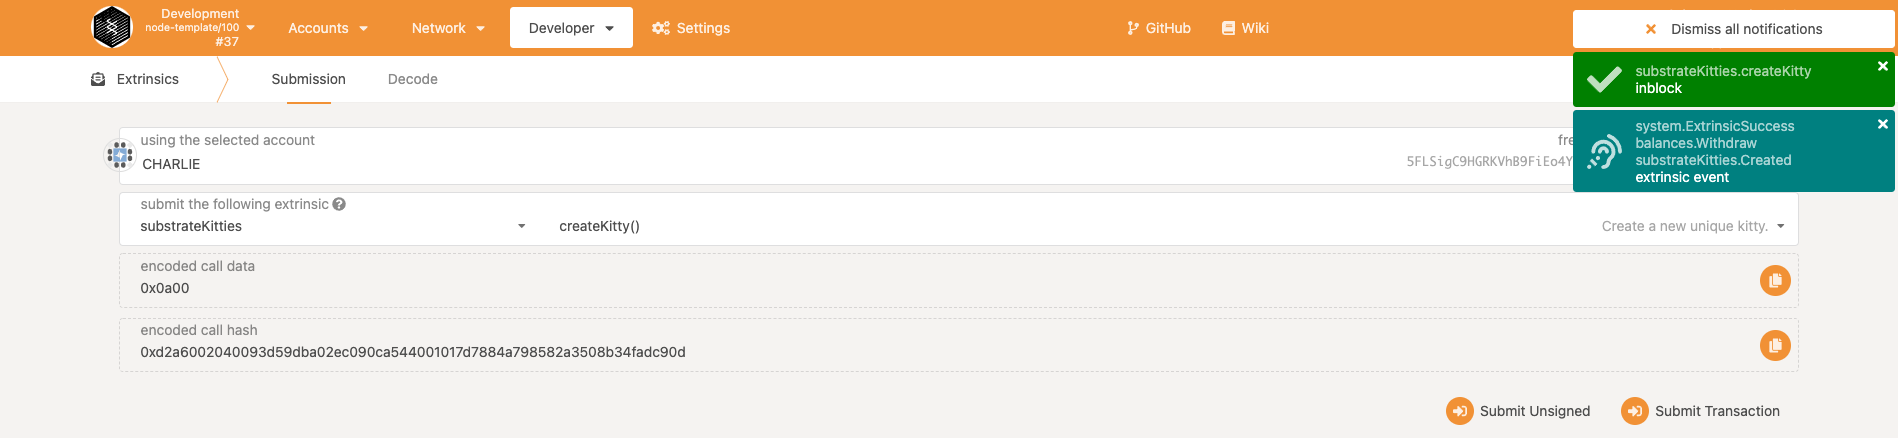 Development
node-template/100
#37
Accounts
Network
Developer
Settings
GitHub
Wiki
Dismiss all notifications
substrateKitties.createKitty
inblock
system.ExtrinsicSuccess
balances.Withdraw
substrateKitties.Created
extrinsic event
Extrinsics
Submission
Decode
using the selected account
CHARLIE
fre
5FLSigC9HGRKVhB9FiEo4Y
submit the following extrinsic
substrateKitties
createKitty()
Create a new unique kitty.
encoded call data
0x0a00
encoded call hash
0xd2a6002040093d59dba02ec090ca544001017d7884a798582a3508b34fadc90d
Submit Unsigned
Submit Transaction